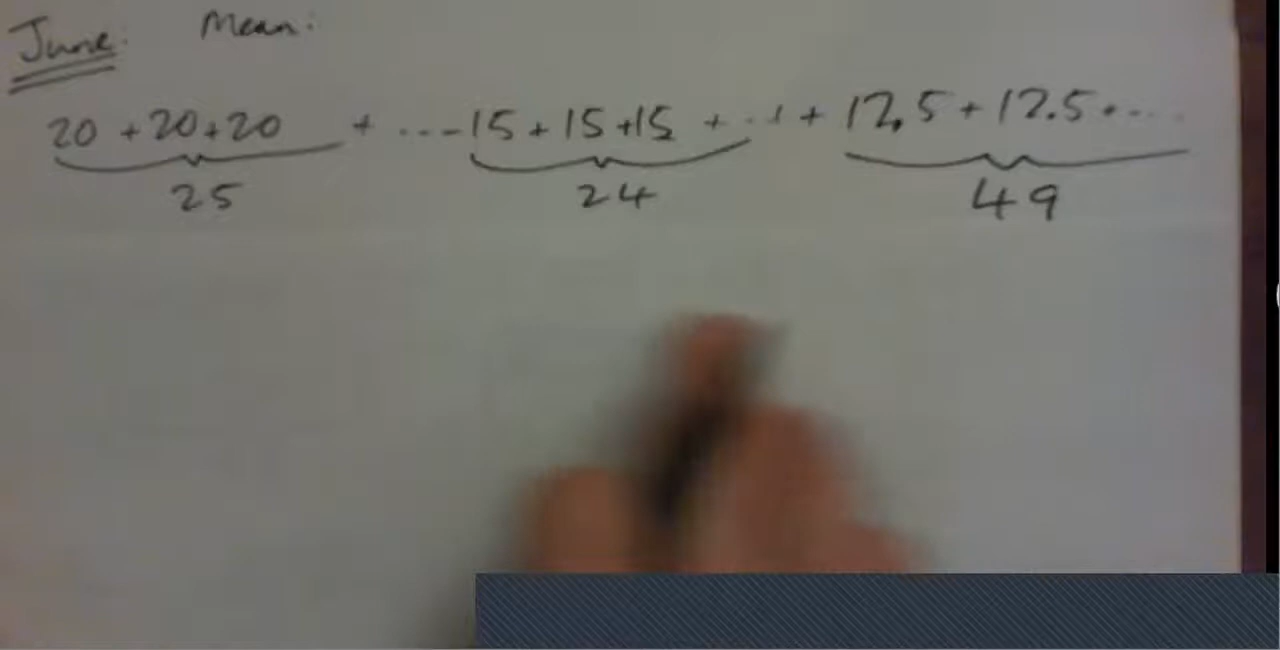 June: Mean:
20 + 20 + 20 + ....15 + 15 + 15 + ... + 12.5 + 12.5 + ....
25 24 49